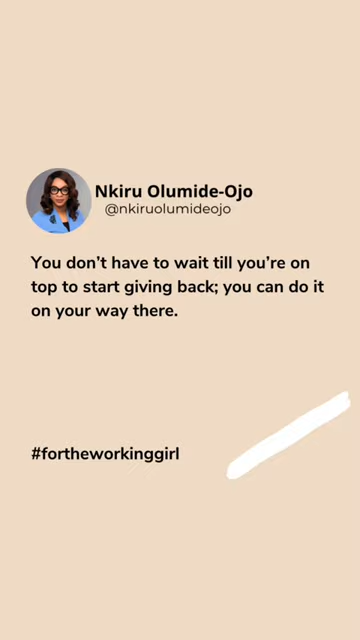 Nkiru Olumide-Ojo
@nkiruolumideojo
You don't have to wait till you're on
top to start giving back; you can do it
on your way there.
#fortheworkinggirl